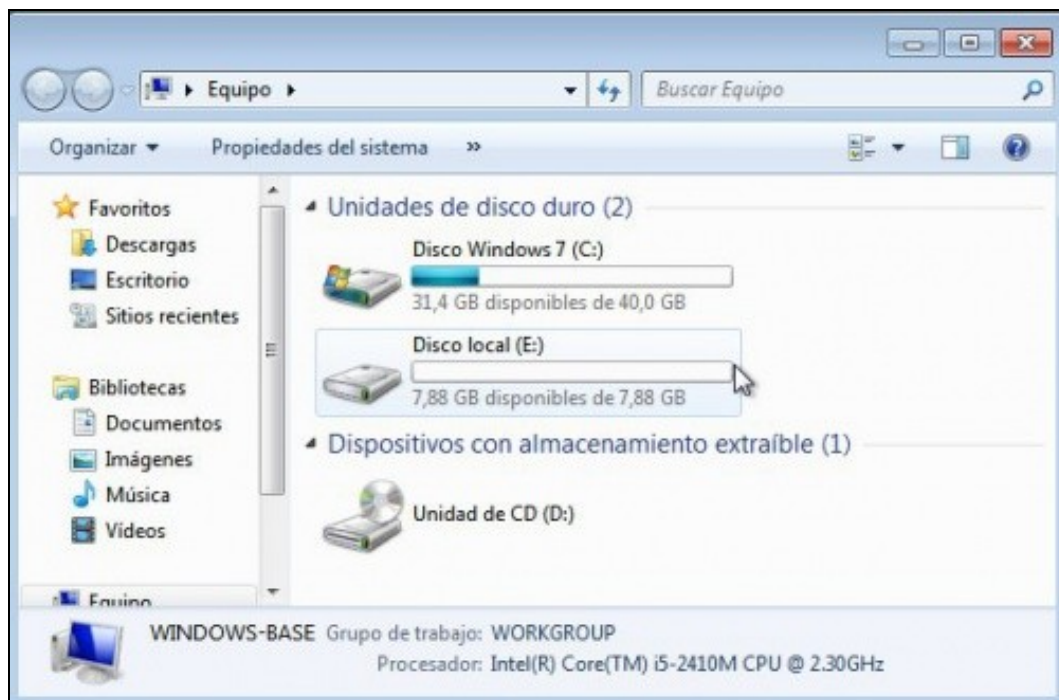 Equipo
Buscar Equipo
Organizar
Propiedades del sistema
»
Favoritos
Descargas
Escritorio
Sitios recientes
Bibliotecas
Documentos
Imágenes
Música
Vídeos
Equipo
Unidades de disco duro (2)
Disco Windows 7 (C:)
31,4 GB disponibles de 40,0 GB
Disco local (E:)
7,88 GB disponibles de 7,88 GB
Dispositivos con almacenamiento extraíble (1)
Unidad de CD (D:)
WINDOWS-BASE Grupo de trabajo: WORKGROUP
Procesador: Intel(R) Core(TM) i5-2410M CPU @ 2.30GHz